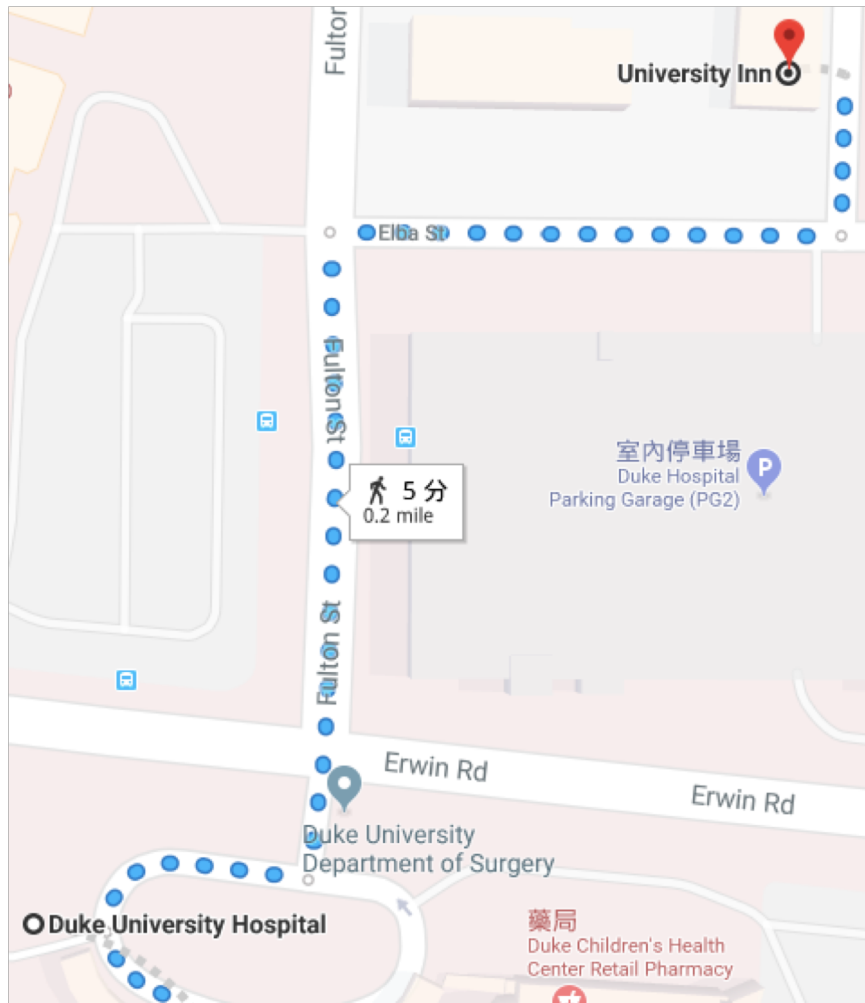 Fulton
University Inn
Elba St
Fulton St
室內停車場
P
Duke Hospital
Parking Garage (PG2)
5 分
0.2 mile
Fulton St
Erwin Rd
Erwin Rd
Duke University
Department of Surgery
Duke University Hospital
藥局
Duke Children's Health
Center Retail Pharmacy